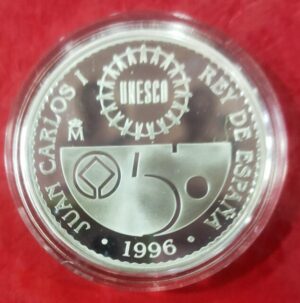 JUAN CARLOS I REY DE ESPAÑA
UNESCO
M
50
· 1996 ·